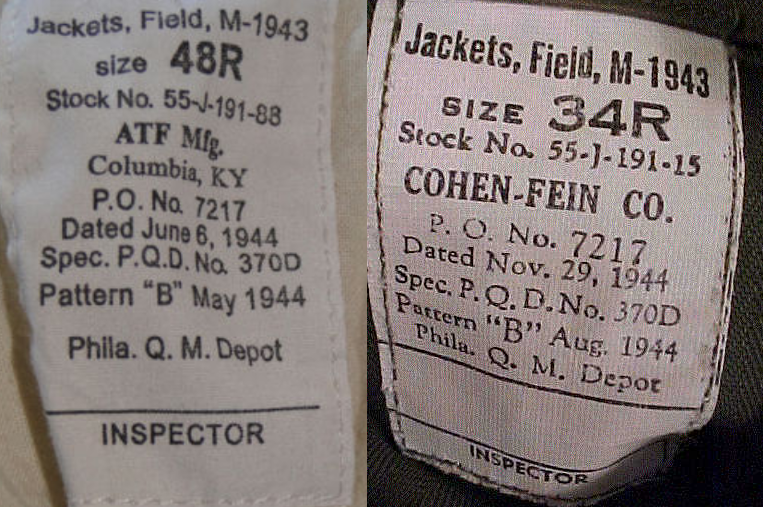 Jackets, Field, M-1943
size 48R
Stock No. 55-J-191-88
ATF Mfg.
Columbia, KY
P.O. No. 7217
Dated June 6, 1944
Spec. P.Q.D. No. 370D
Pattern "B" May 1944
Phila. Q. M. Depot
INSPECTOR
Jackets, Field, M-1943
SIZE 34R
Stock No. 55-J-191-15
COHEN-FEIN CO.
P. O. No. 7217
Dated Nov. 29, 1944
Spec. P. Q. D. No. 370D
Pattern "B" Aug. 1944
Phila. Q. M. Depot
INSPECTOR